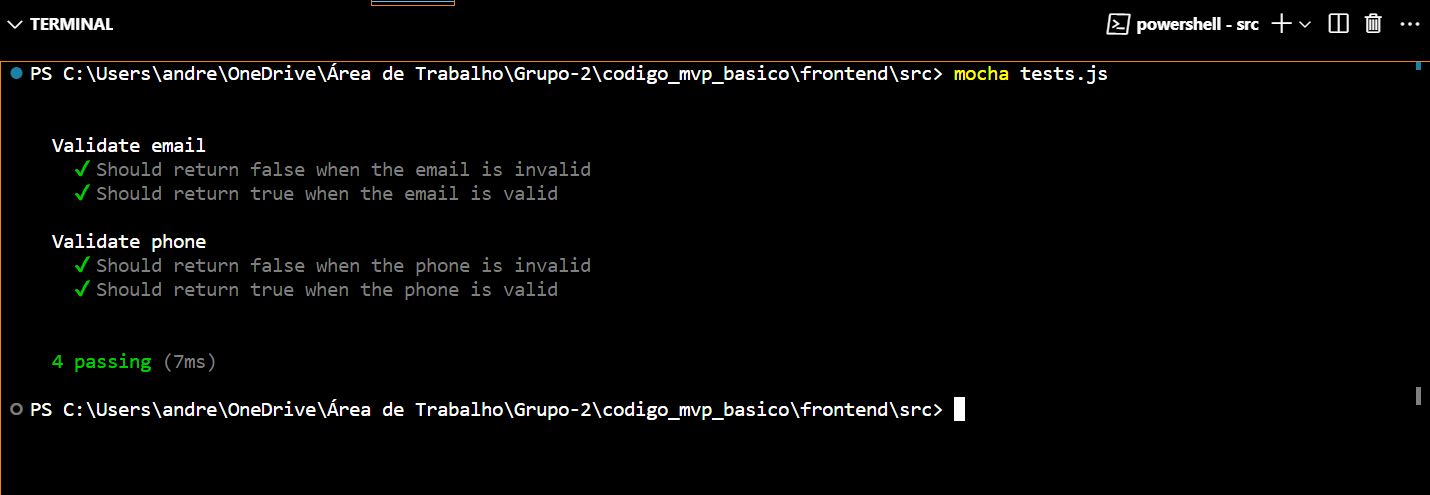 TERMINAL
powershell - src
PS C:\Users\andre\OneDrive\Área de Trabalho\Grupo-2\codigo_mvp_basico\frontend\src> mocha tests.js
Validate email
✓ Should return false when the email is invalid
✓ Should return true when the email is valid
Validate phone
✓ Should return false when the phone is invalid
✓ Should return true when the phone is valid
4 passing (7ms)
PS C:\Users\andre\OneDrive\Área de Trabalho\Grupo-2\codigo_mvp_basico\frontend\src>